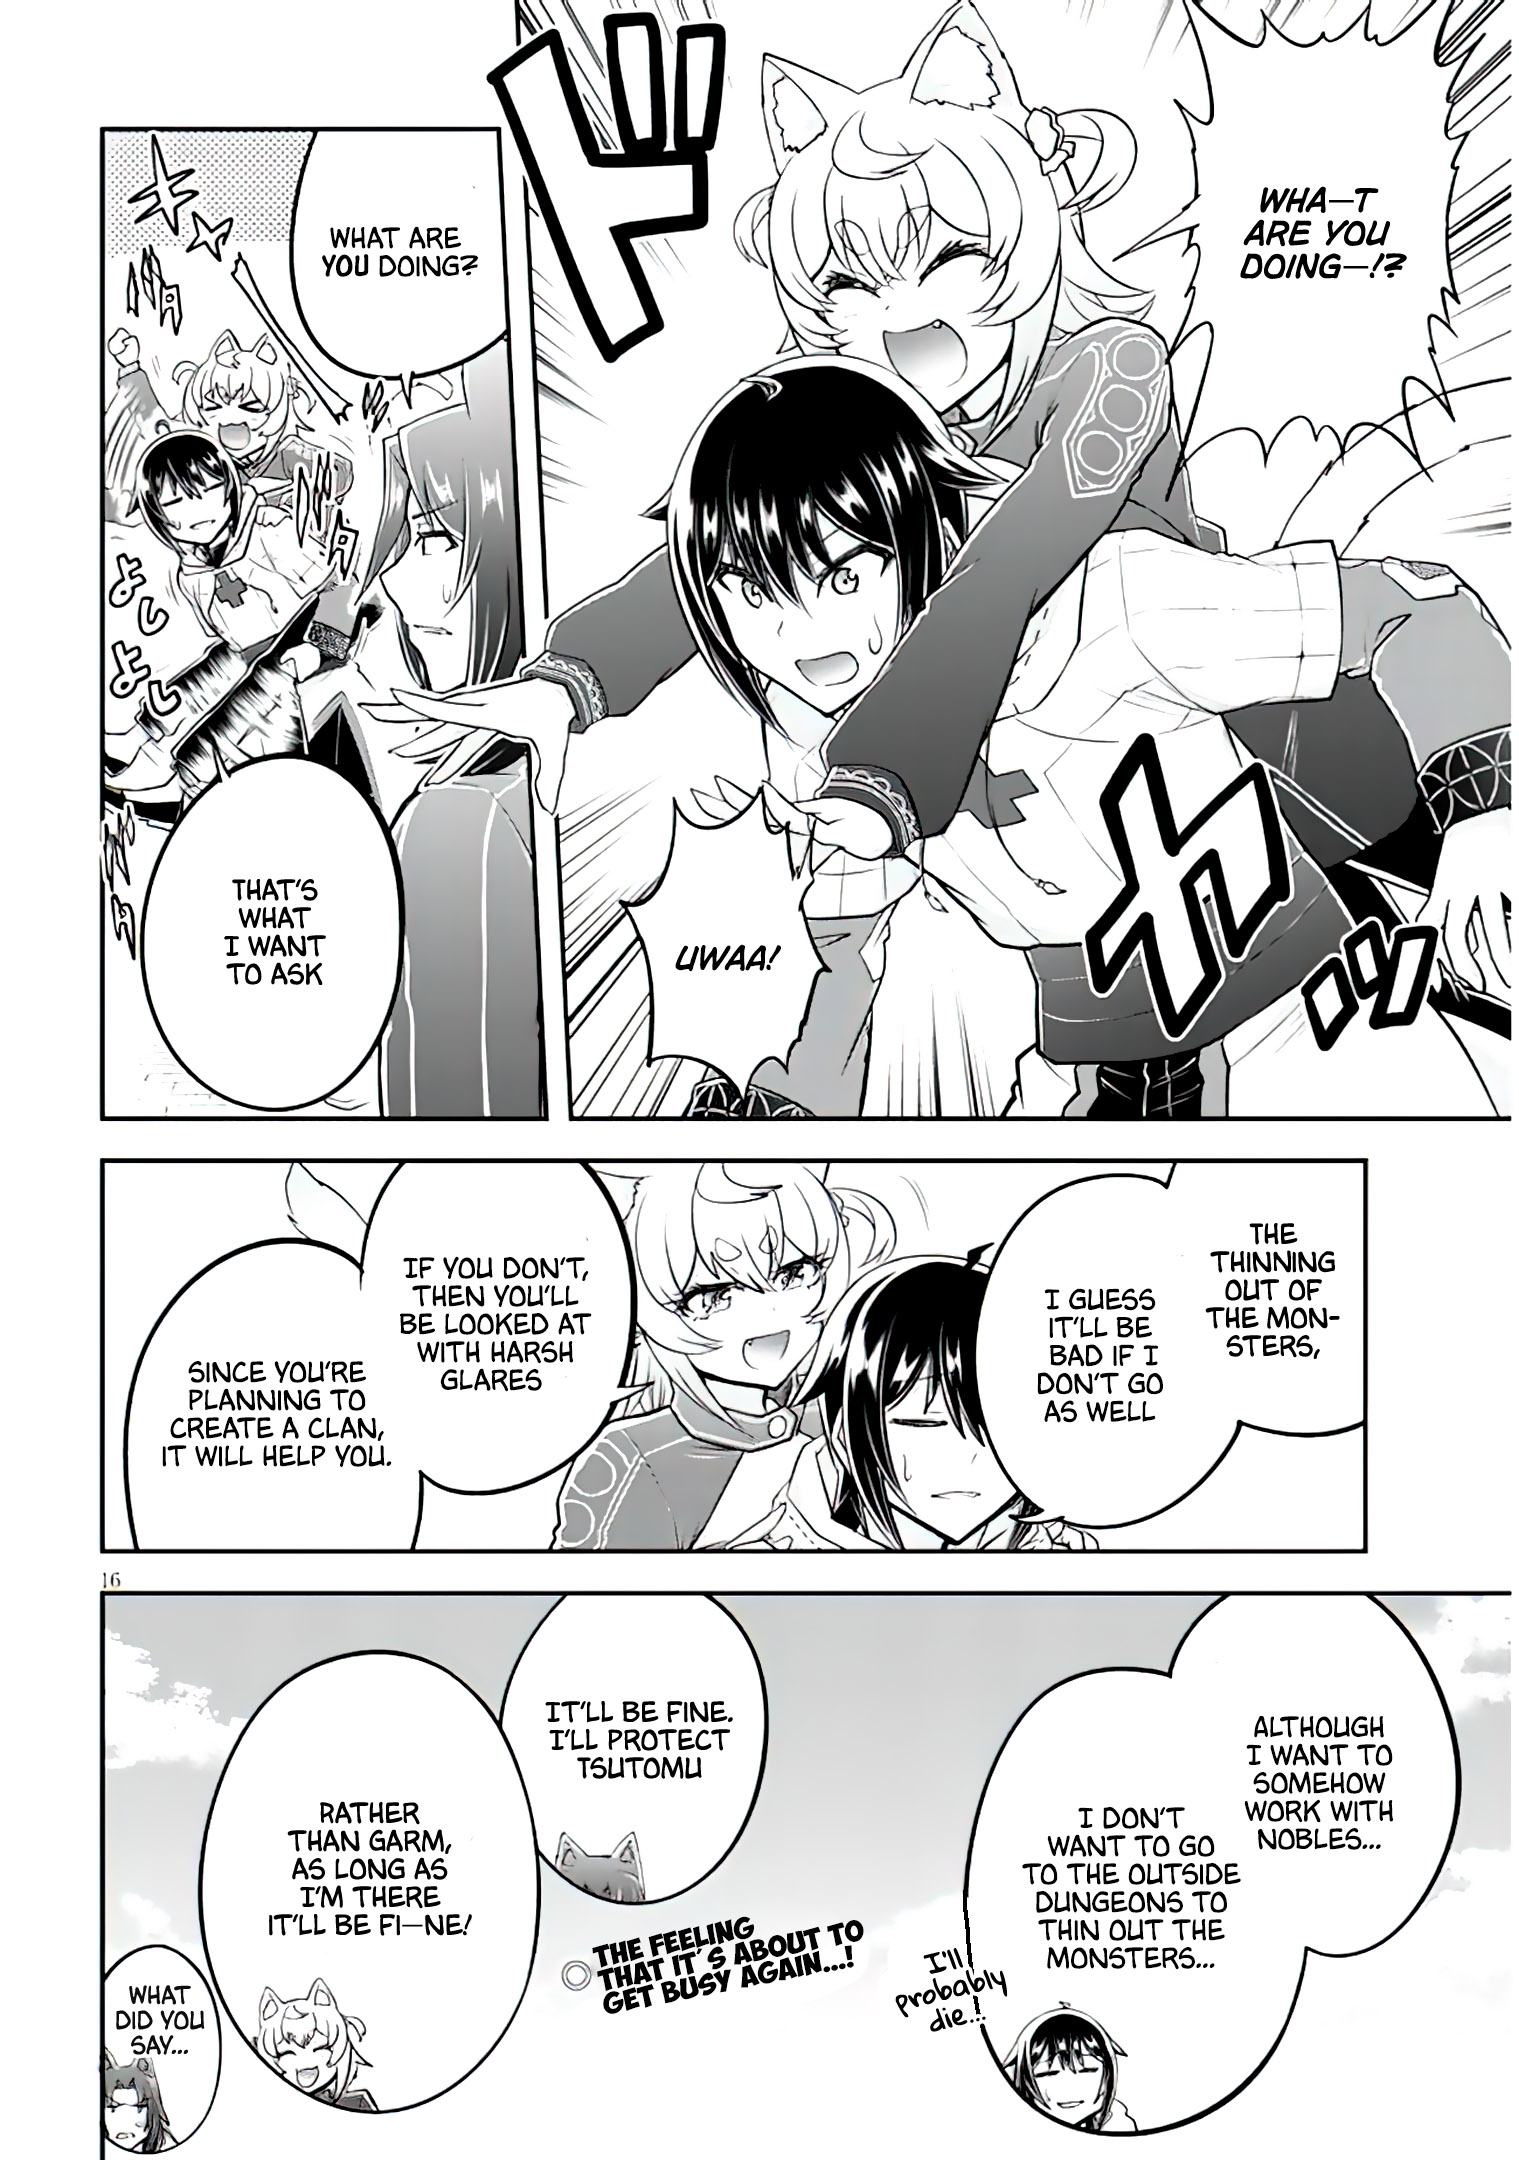 WHA—T
ARE YOU
DOING—!?
ドカッ
UWAA!
WHAT ARE
YOU DOING?
THAT'S
WHAT
I WANT
TO ASK
よし
よし
THE
THINNING
OUT OF
THE MON-
STERS,
I GUESS
IT'LL BE
BAD IF I
DON'T GO
AS WELL
IF YOU DON'T,
THEN YOU'LL
BE LOOKED AT
WITH HARSH
GLARES
SINCE YOU'RE
PLANNING TO
CREATE A CLAN,
IT WILL HELP YOU.
16
ALTHOUGH
I WANT TO
SOMEHOW
WORK WITH
NOBLES...
I DON'T
WANT TO GO
TO THE OUTSIDE
DUNGEONS TO
THIN OUT THE
MONSTERS...
I'll
probably
die...
IT'LL BE FINE.
I'LL PROTECT
TSUTOMU
THE FEELING
THAT IT'S ABOUT TO
GET BUSY AGAIN...!
RATHER
THAN GARM,
AS LONG AS
I'M THERE
IT'LL BE FI—NE!
WHAT
DID YOU
SAY...